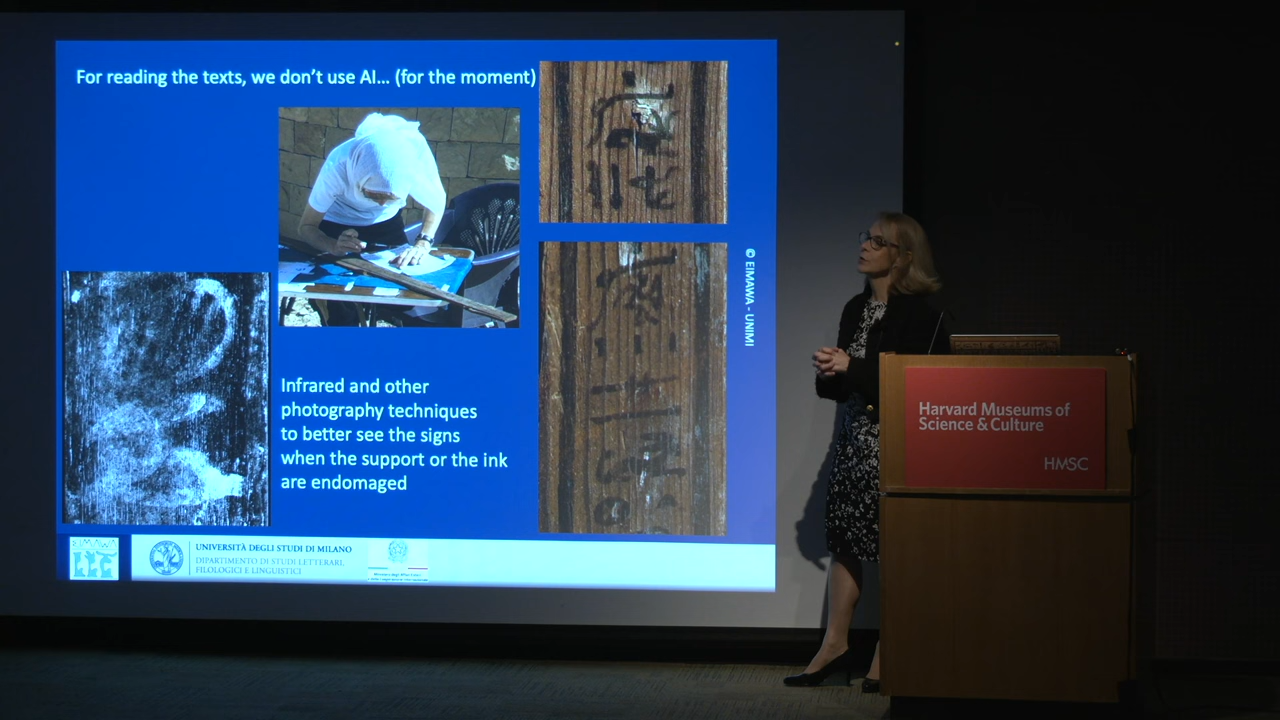 For reading the texts, we don't use AI... (for the moment)
Infrared and other
photography techniques
to better see the signs
when the support or the ink
are endomaged
© EIMAWA - UNIMI
EIMAWA
UNIVERSITÀ DEGLI STUDI DI MILANO
DIPARTIMENTO DI STUDI LETTERARI,
FILOLOGICI E LINGUISTICI
Harvard Museums of
Science & Culture
HMSC